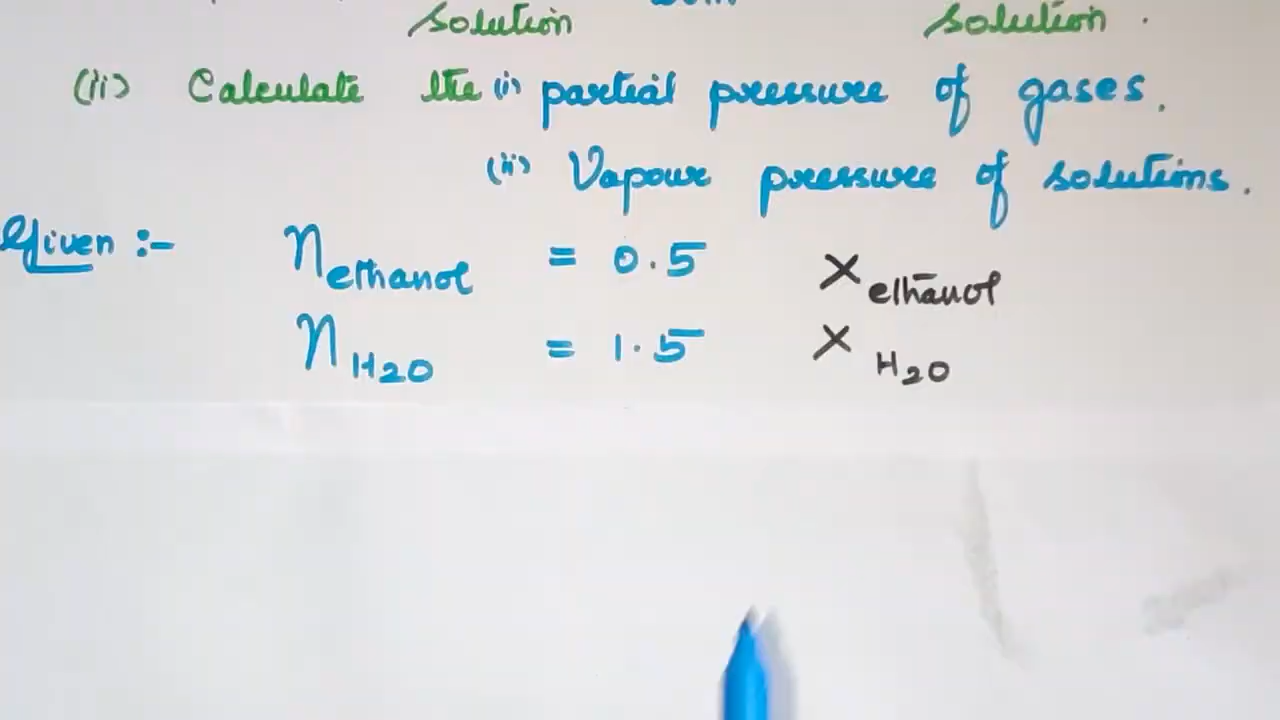 solution solution.
(ii) Calculate the (i) partial pressure of gases.
(ii) Vapour pressure of solutions.
Given :- η ethanol = 0.5 X ethanol
η H2O = 1.5 X H2O